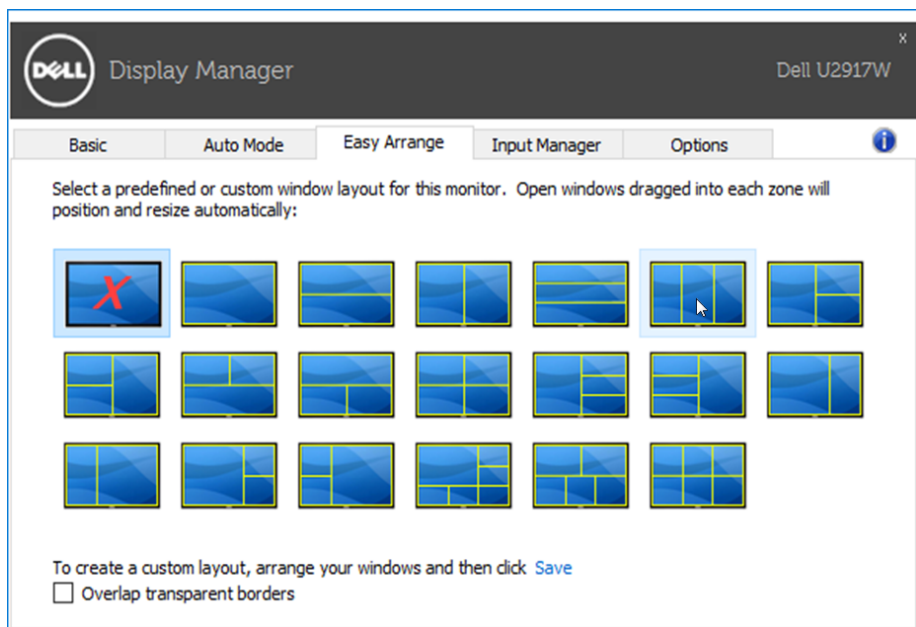 X
DELL Display Manager Dell U2917W
Basic Auto Mode Easy Arrange Input Manager Options i
Select a predefined or custom window layout for this monitor. Open windows dragged into each zone will
position and resize automatically:
X
To create a custom layout, arrange your windows and then click Save
Overlap transparent borders